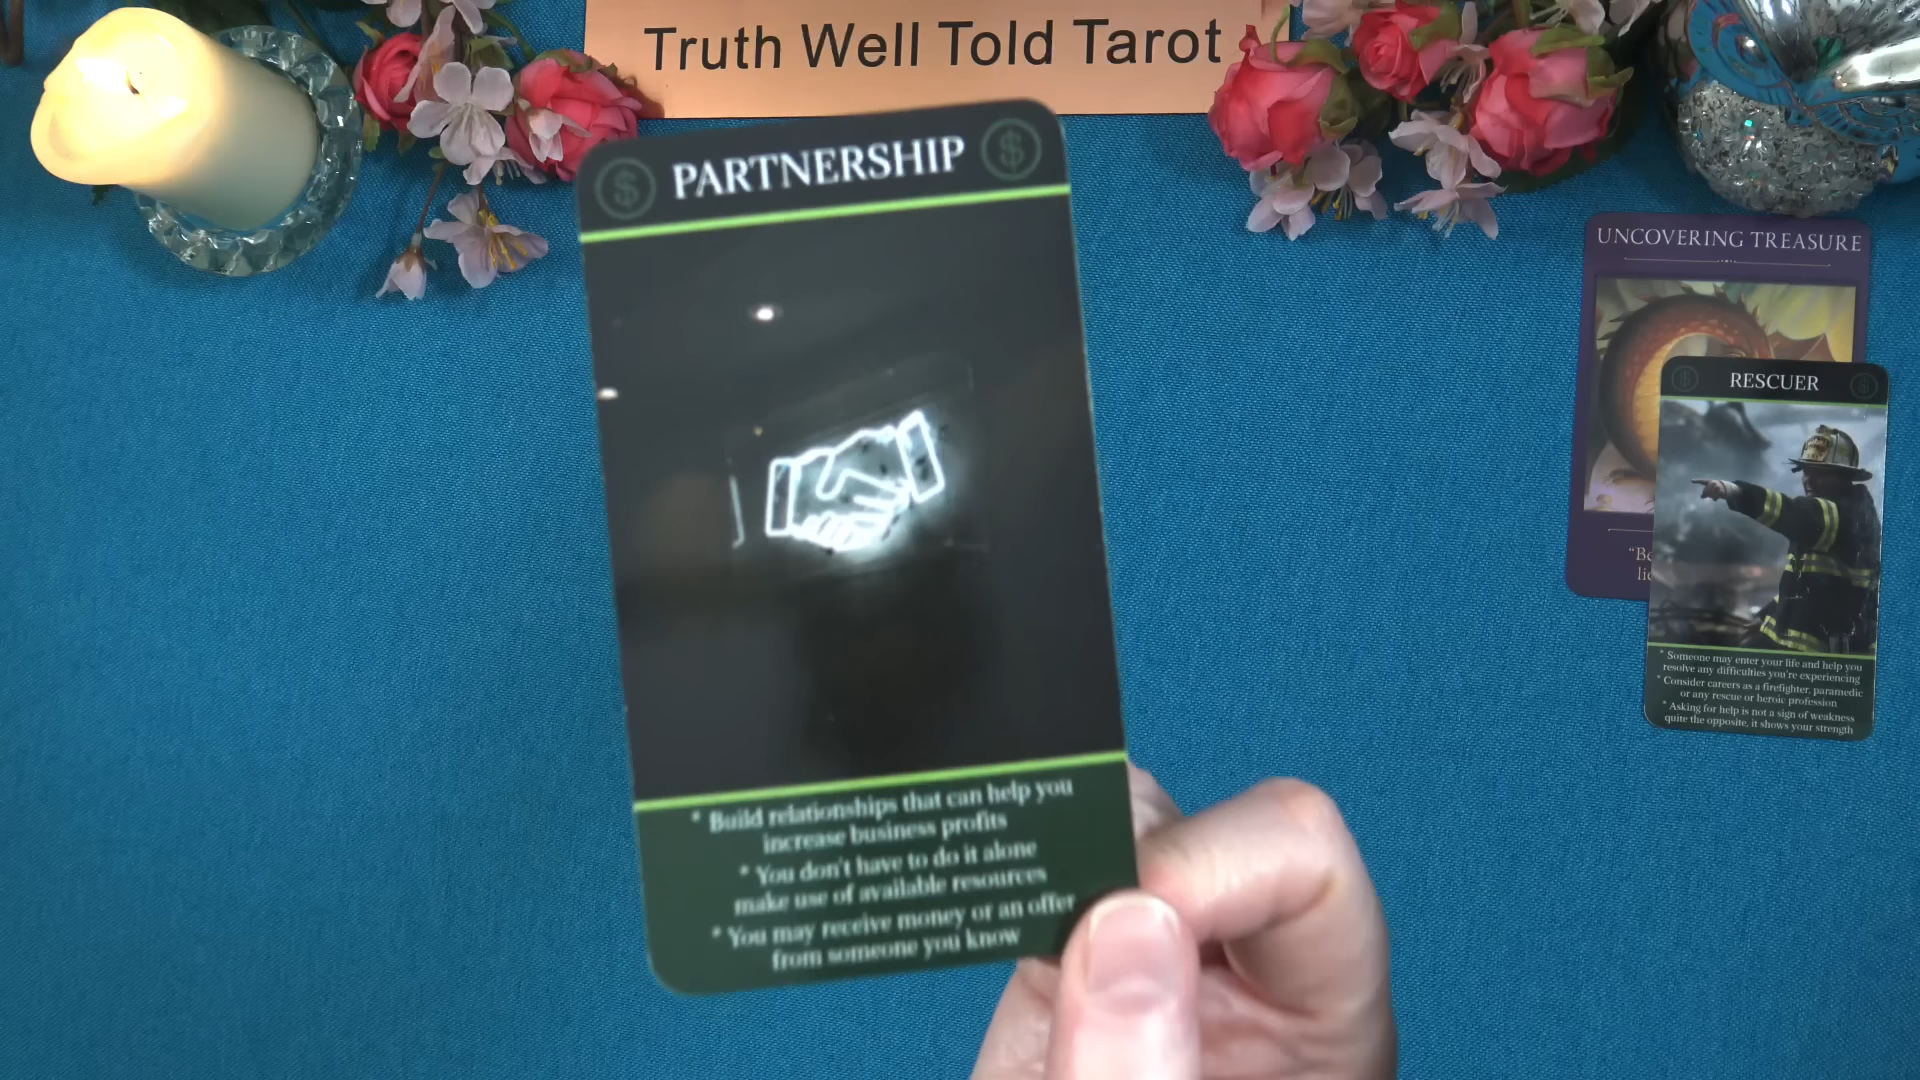 Truth Well Told Tarot
$ PARTNERSHIP $
* Build relationships that can help you
increase business profits
* You don't have to do it alone
make use of available resources
* You may receive money or an offer
from someone you know
UNCOVERING TREASURE
$ RESCUER $
* Someone may enter your life and help you
resolve any difficulties you're experiencing
* Consider careers as a firefighter, paramedic
or any rescue or heroic profession
* Asking for help is not a sign of weakness
quite the opposite, it shows your strength